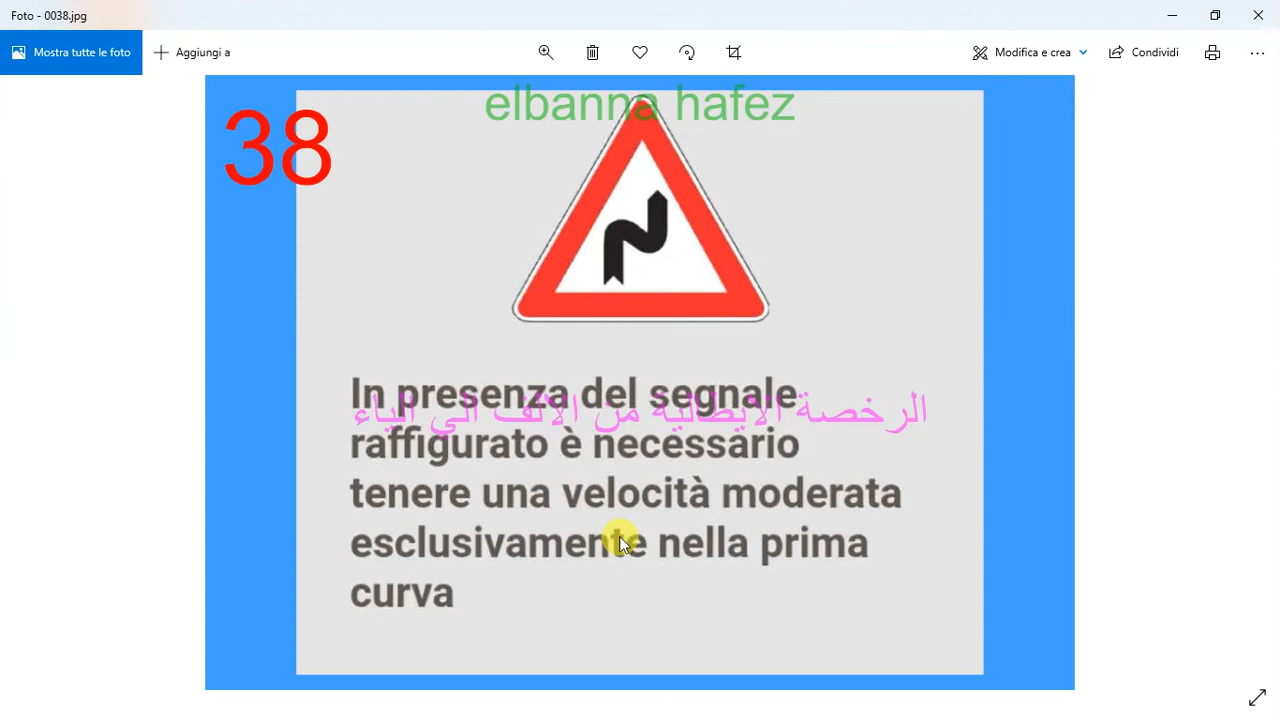 Foto - 0038.jpg
Mostra tutte le foto
Aggiungi a
Modifica e crea
Condividi
elbanna hafez
38
In presenza del segnale
الرخصة الايطالية من الالف الي الياء
raffigurato è necessario
tenere una velocità moderata
esclusivamente nella prima
curva